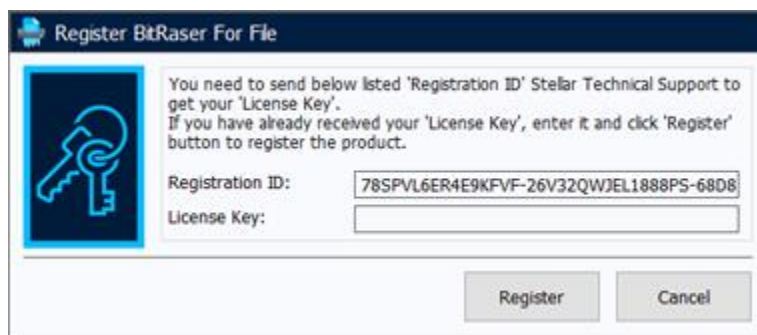 Register BitRaser For File
You need to send below listed 'Registration ID' Stellar Technical Support to
get your 'License Key'.
If you have already received your 'License Key', enter it and click 'Register'
button to register the product.
Registration ID: 78SPVL6ER4E9KFVF-26V32QWJEL1888PS-68D8
License Key:
Register Cancel